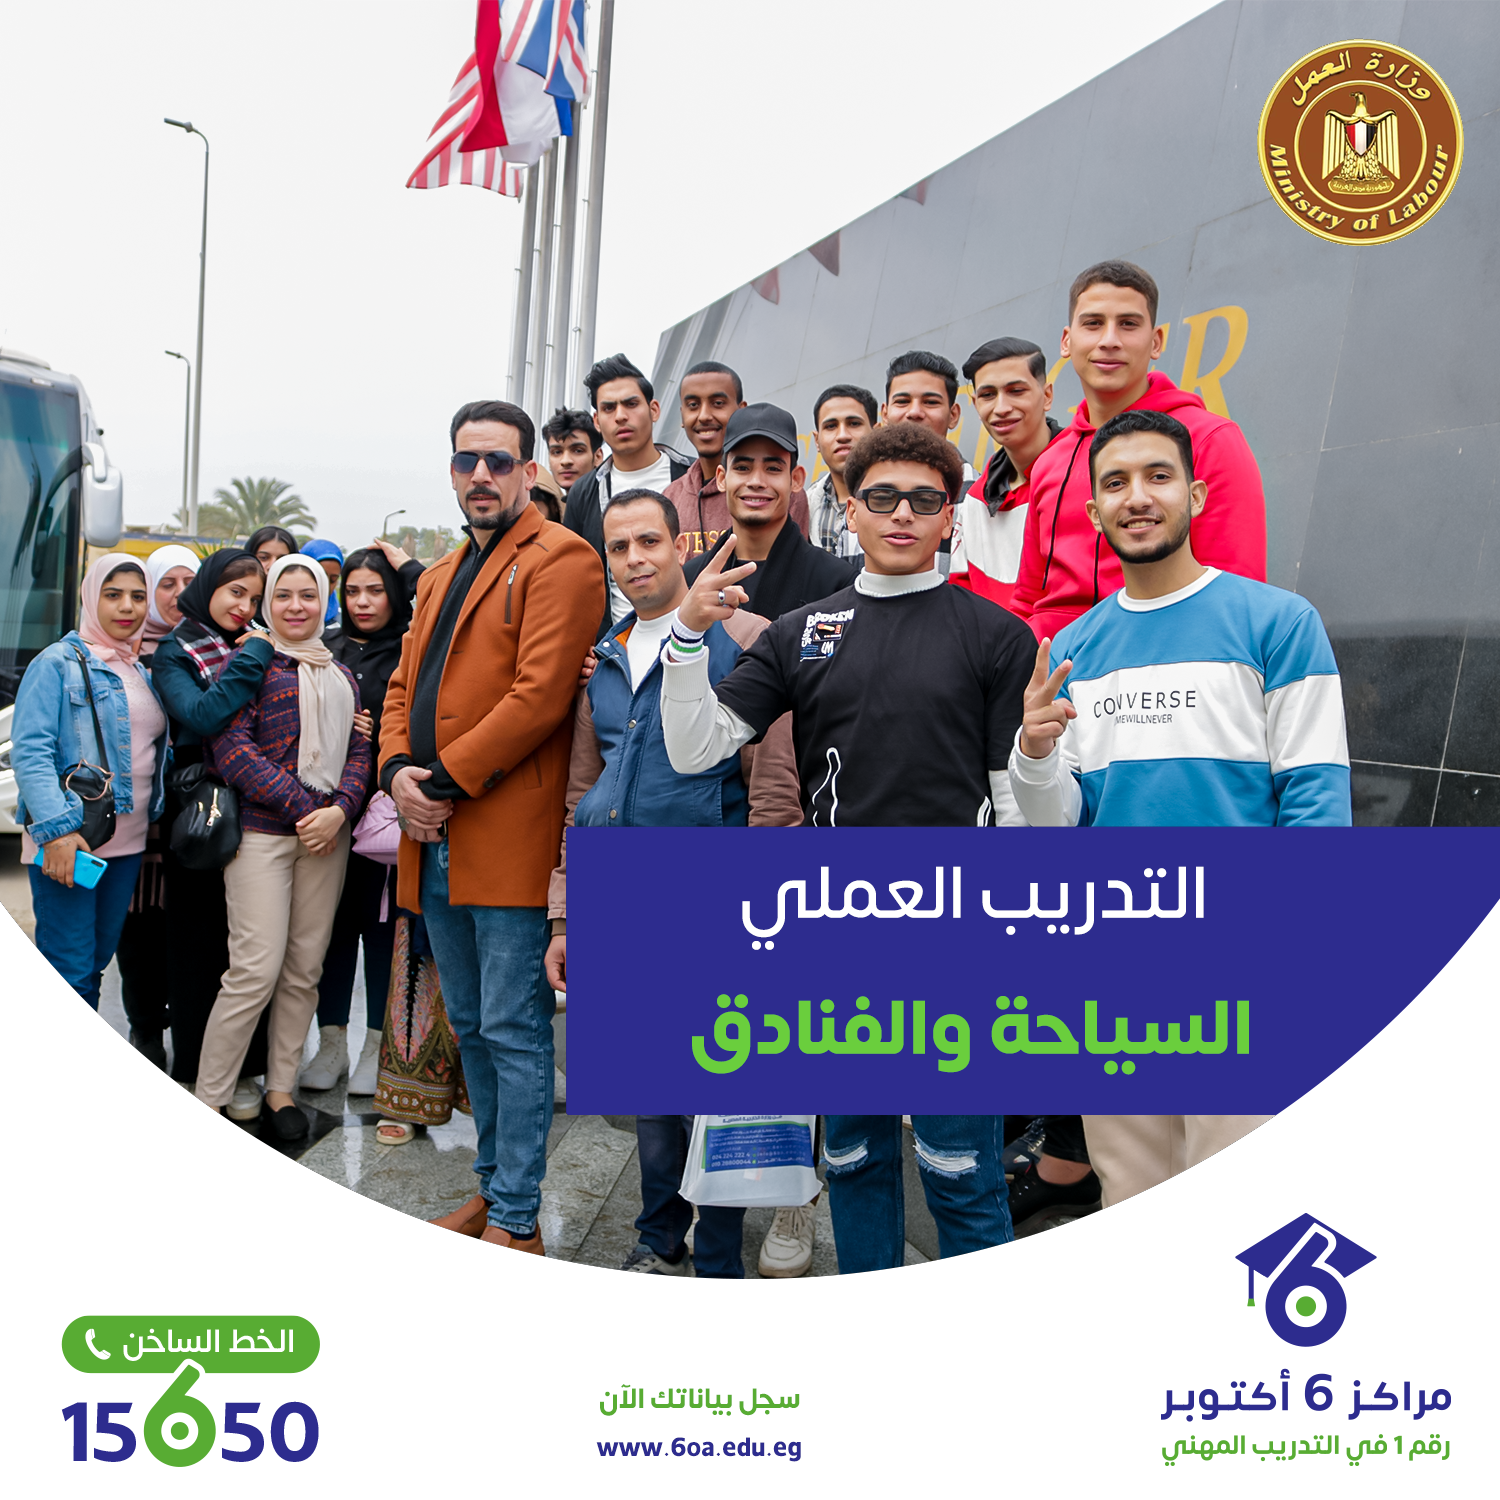 وزارة العمل
Ministry of Labour
CONVERSE
التدريب العملي
السياحة والفنادق
الخط الساخن
15650
سجل بياناتك الآن
www.6oa.edu.eg
6
مراكز 6 أكتوبر
رقم 1 في التدريب المهني